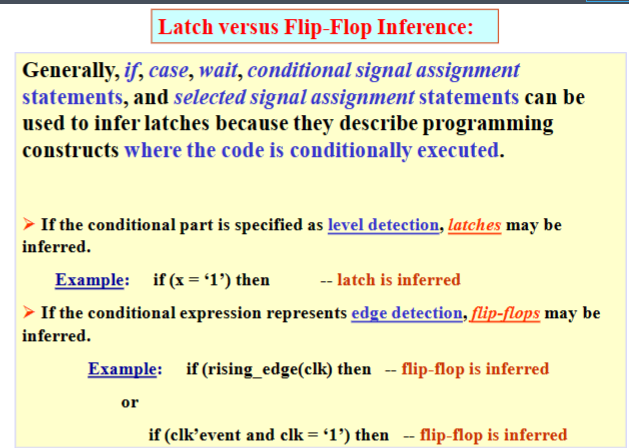 Latch versus Flip-Flop Inference:
Generally, if, case, wait, conditional signal assignment
statements, and selected signal assignment statements can be
used to infer latches because they describe programming
constructs where the code is conditionally executed.
➢ If the conditional part is specified as level detection, latches may be
inferred.
Example: if (x = ‘1’) then -- latch is inferred
➢ If the conditional expression represents edge detection, flip-flops may be
inferred.
Example: if (rising_edge(clk) then -- flip-flop is inferred
or
if (clk’event and clk = ‘1’) then -- flip-flop is inferred